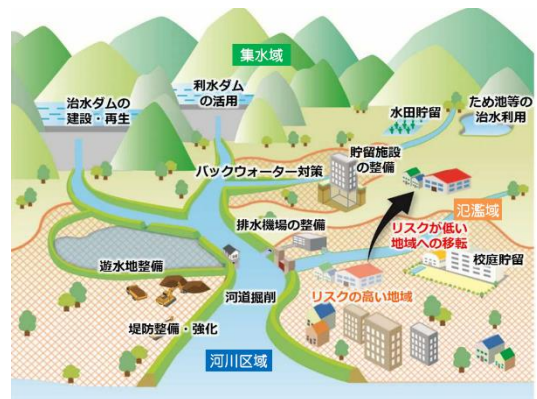 集水域
治水ダムの
建設・再生
利水ダム
の活用
水田貯留
ため池等の
治水利用
バックウォーター対策
貯留施設
の整備
氾濫域
リスクが低い
地域への移転
排水機場の整備
校庭貯留
遊水地整備
河道掘削
リスクの高い地域
堤防整備・強化
河川区域